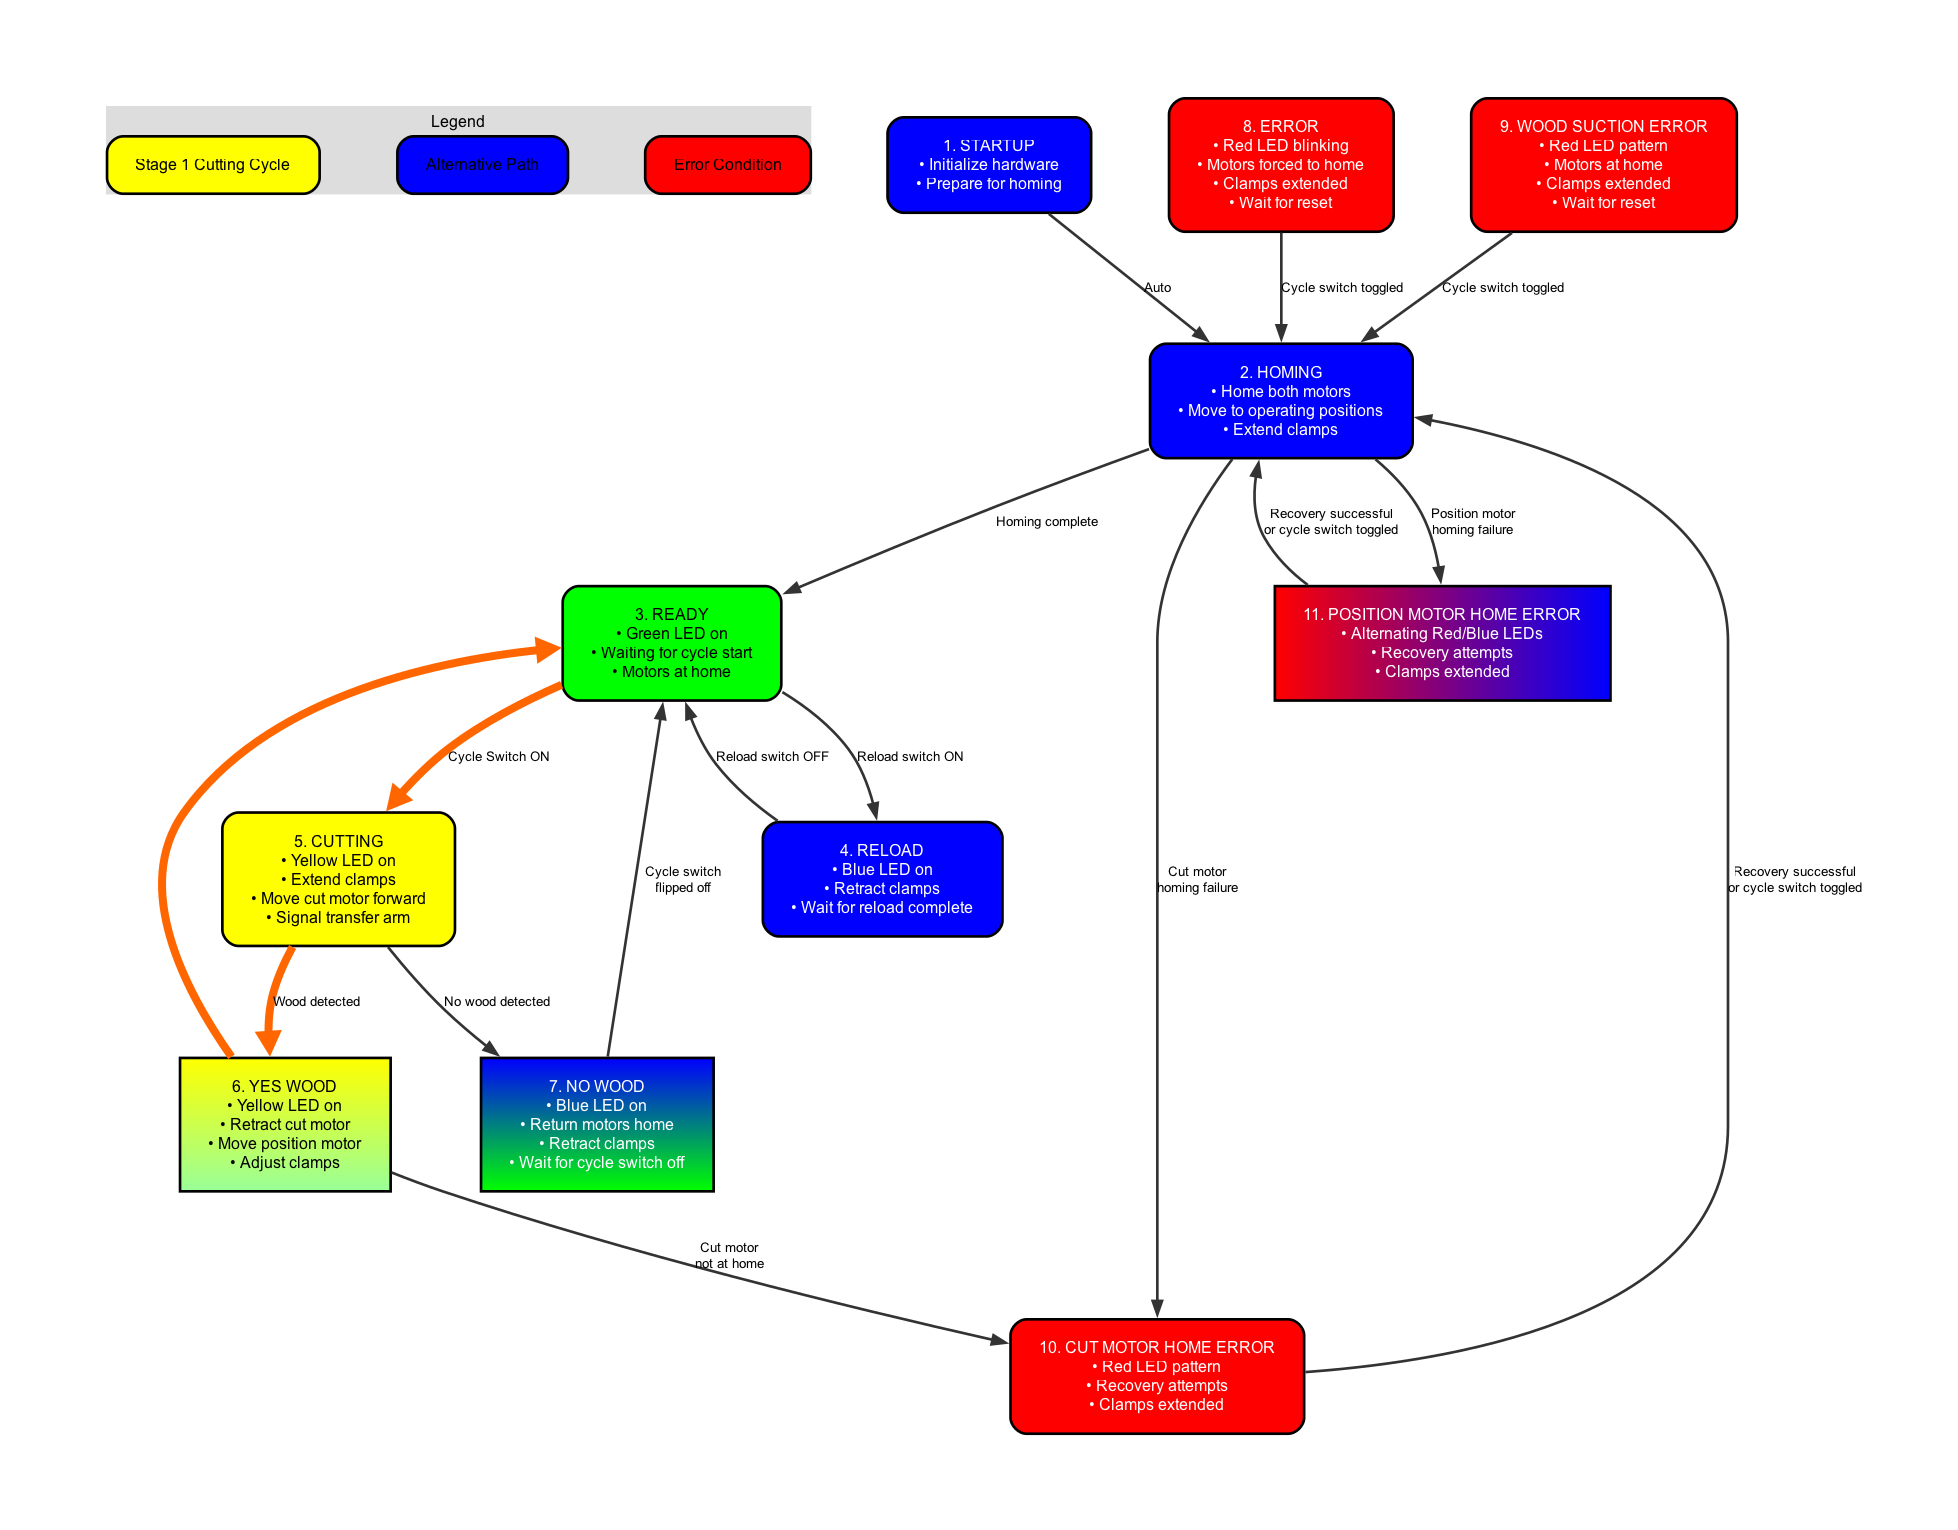 Legend
Stage 1 Cutting Cycle
Alternative Path
Error Condition
1. STARTUP
• Initialize hardware
• Prepare for homing
8. ERROR
• Red LED blinking
• Motors forced to home
• Clamps extended
• Wait for reset
9. WOOD SUCTION ERROR
• Red LED pattern
• Motors at home
• Clamps extended
• Wait for reset
Auto
Cycle switch toggled
Cycle switch toggled
2. HOMING
• Home both motors
• Move to operating positions
• Extend clamps
Homing complete
Recovery successful
or cycle switch toggled
Position motor
homing failure
3. READY
• Green LED on
• Waiting for cycle start
• Motors at home
11. POSITION MOTOR HOME ERROR
• Alternating Red/Blue LEDs
• Recovery attempts
• Clamps extended
Cycle Switch ON
Reload switch OFF
Reload switch ON
5. CUTTING
• Yellow LED on
• Extend clamps
• Move cut motor forward
• Signal transfer arm
Cycle switch
flipped off
4. RELOAD
• Blue LED on
• Retract clamps
• Wait for reload complete
Cut motor
homing failure
Recovery successful
or cycle switch toggled
Wood detected
No wood detected
6. YES WOOD
• Yellow LED on
• Retract cut motor
• Move position motor
• Adjust clamps
7. NO WOOD
• Blue LED on
• Return motors home
• Retract clamps
• Wait for cycle switch off
Cut motor
not at home
10. CUT MOTOR HOME ERROR
• Red LED pattern
• Recovery attempts
• Clamps extended